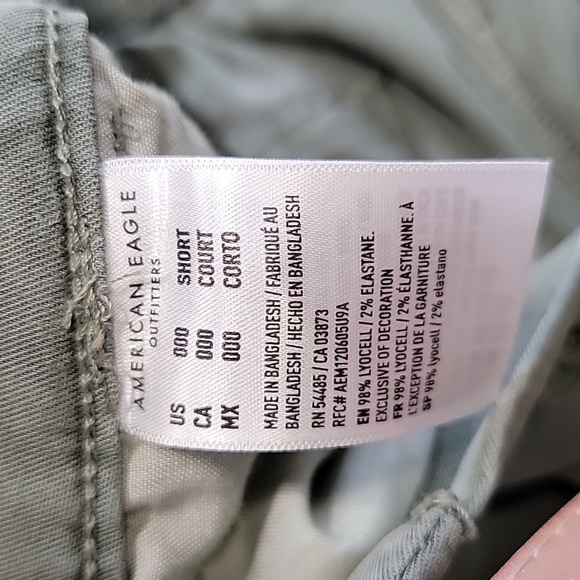 AMERICAN EAGLE
OUTFITTERS
US 000 SHORT
CA 000 COURT
MX 000 CORTO
MADE IN BANGLADESH / FABRIQUÉ AU
BANGLADESH / HECHO EN BANGLADESH
RN 54485 / CA 03873
RFC# AEM12060509A
EN 98% LYOCELL / 2% ELASTANE.
EXCLUSIVE OF DECORATION
FR 98% LYOCELL / 2% ÉLASTHANNE. À
L'EXCEPTION DE LA GARNITURE
SP 98% lyocell / 2% elastano